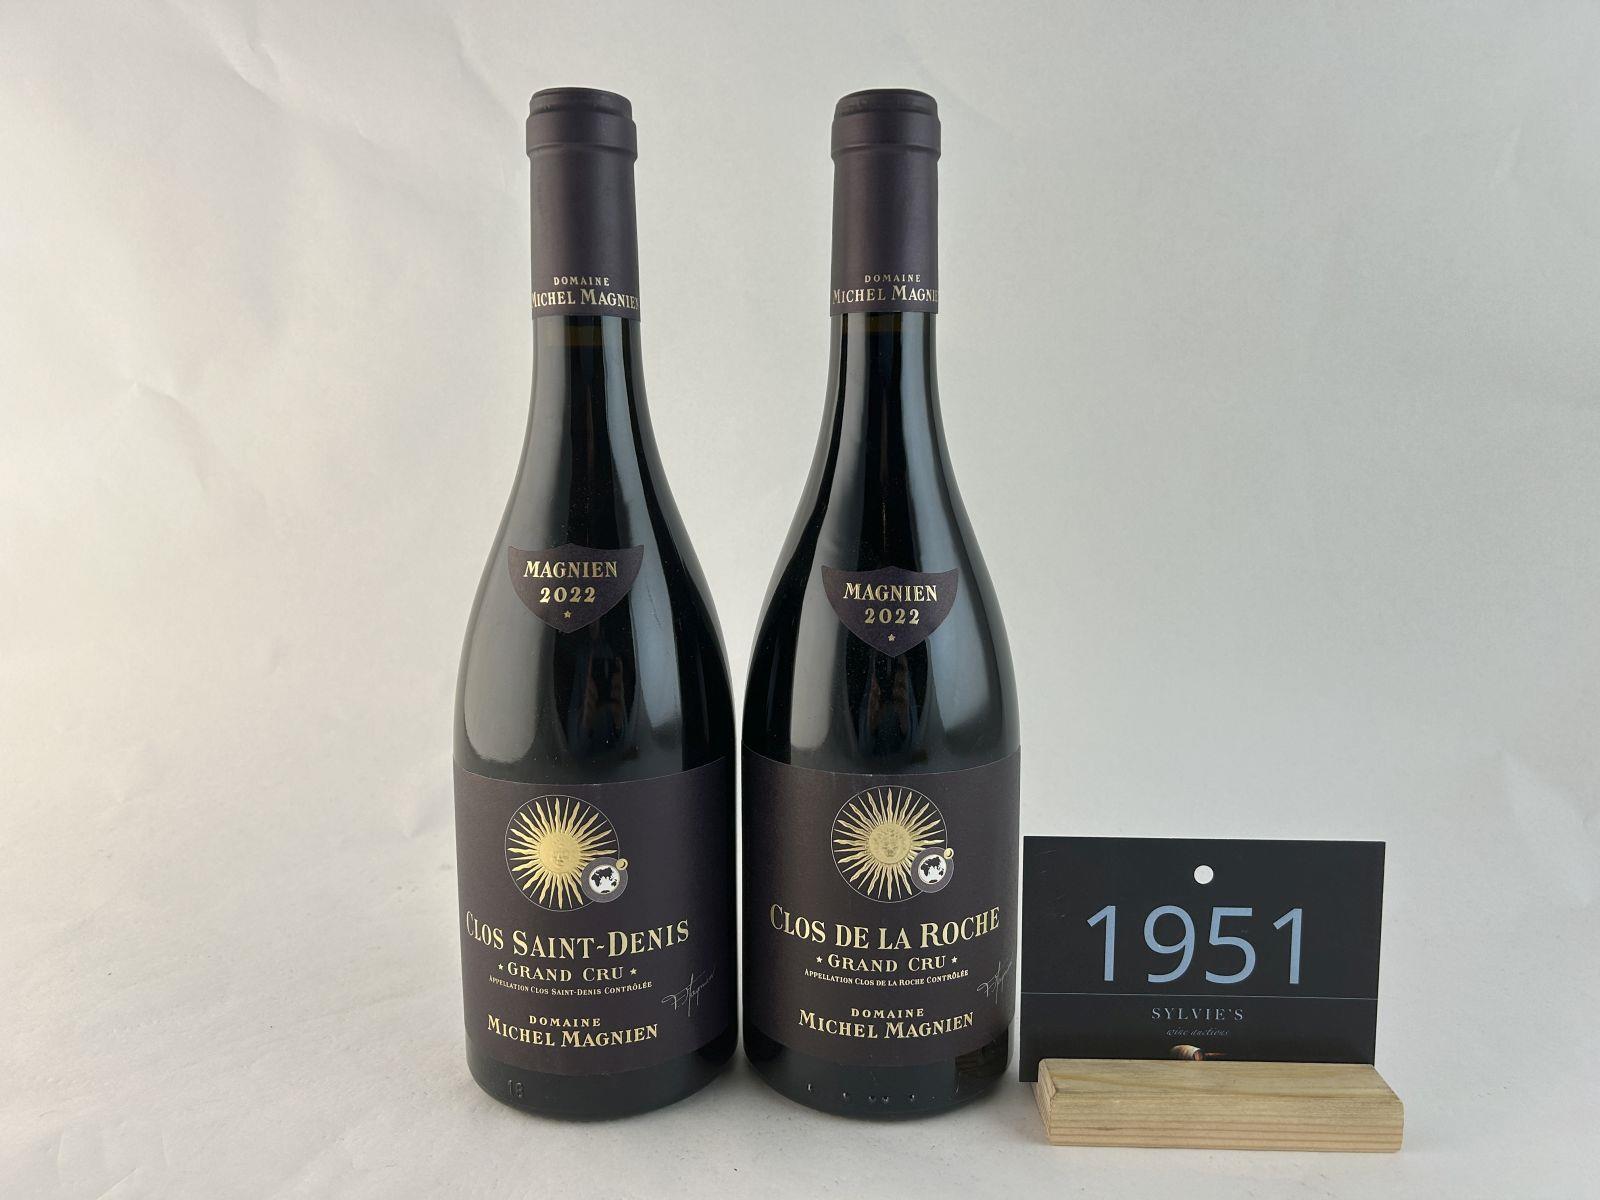 DOMAINE
MICHEL MAGNIEN
MAGNIEN
2022
CLOS SAINT-DENIS
GRAND CRU
APPELLATION CLOS SAINT-DENIS CONTRÔLÉE
DOMAINE
MICHEL MAGNIEN
18
DOMAINE
MICHEL MAGNIE
MAGNIEN
2022
CLOS DE LA ROCHE
GRAND CRU
APPELLATION CLOS DE LA ROCHE CONTRÔLÉE
DOMAINE
MICHEL MAGNIEN
1951
SYLVIE'S
wine auctions